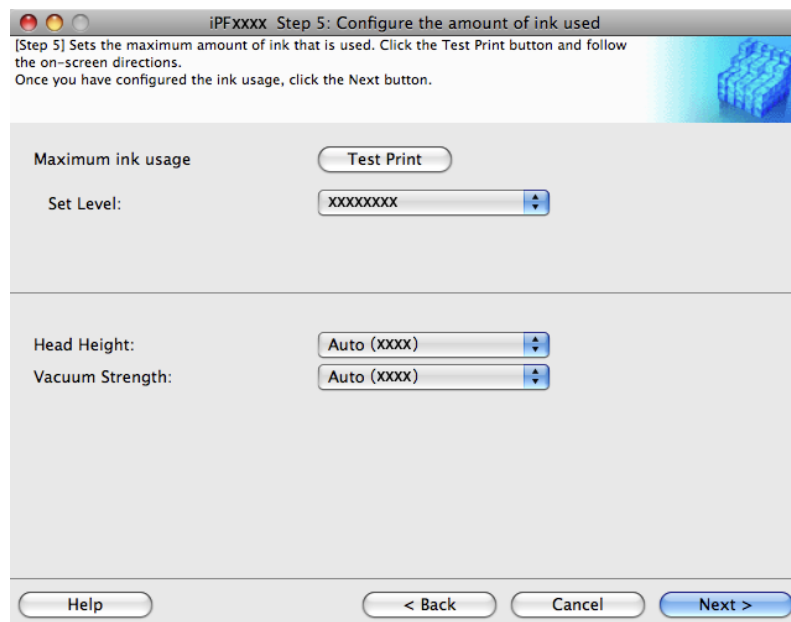 iPFxxxx Step 5: Configure the amount of ink used
[Step 5] Sets the maximum amount of ink that is used. Click the Test Print button and follow
the on-screen directions.
Once you have configured the ink usage, click the Next button.
Maximum ink usage Test Print
Set Level: xxxxxxxx
Head Height: Auto (xxxx)
Vacuum Strength: Auto (xxxx)
Help < Back Cancel Next >